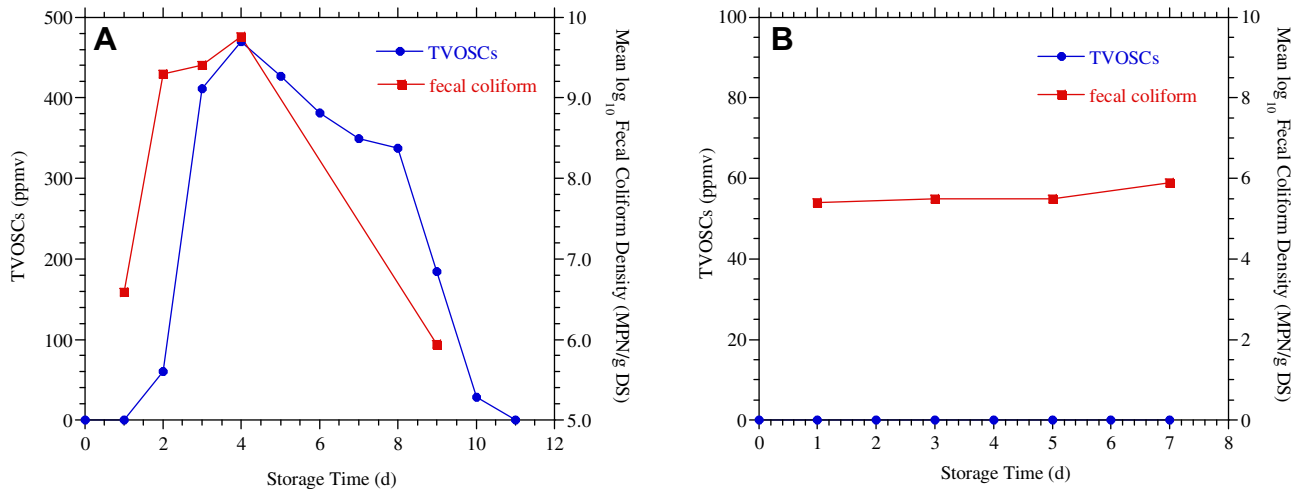 A
TVOSCs
fecal coliform
500
400
300
200
100
0
TVOSCs (ppmv)
10
9.0
8.0
7.0
6.0
5.0
Mean log10 Fecal Coliform Density (MPN/g DS)
0 2 4 6 8 10 12
Storage Time (d)
B
TVOSCs
fecal coliform
100
80
60
40
20
0
TVOSCs (ppmv)
10
8
6
4
2
0
Mean log10 Fecal Coliform Density (MPN/g DS)
0 1 2 3 4 5 6 7 8
Storage Time (d)